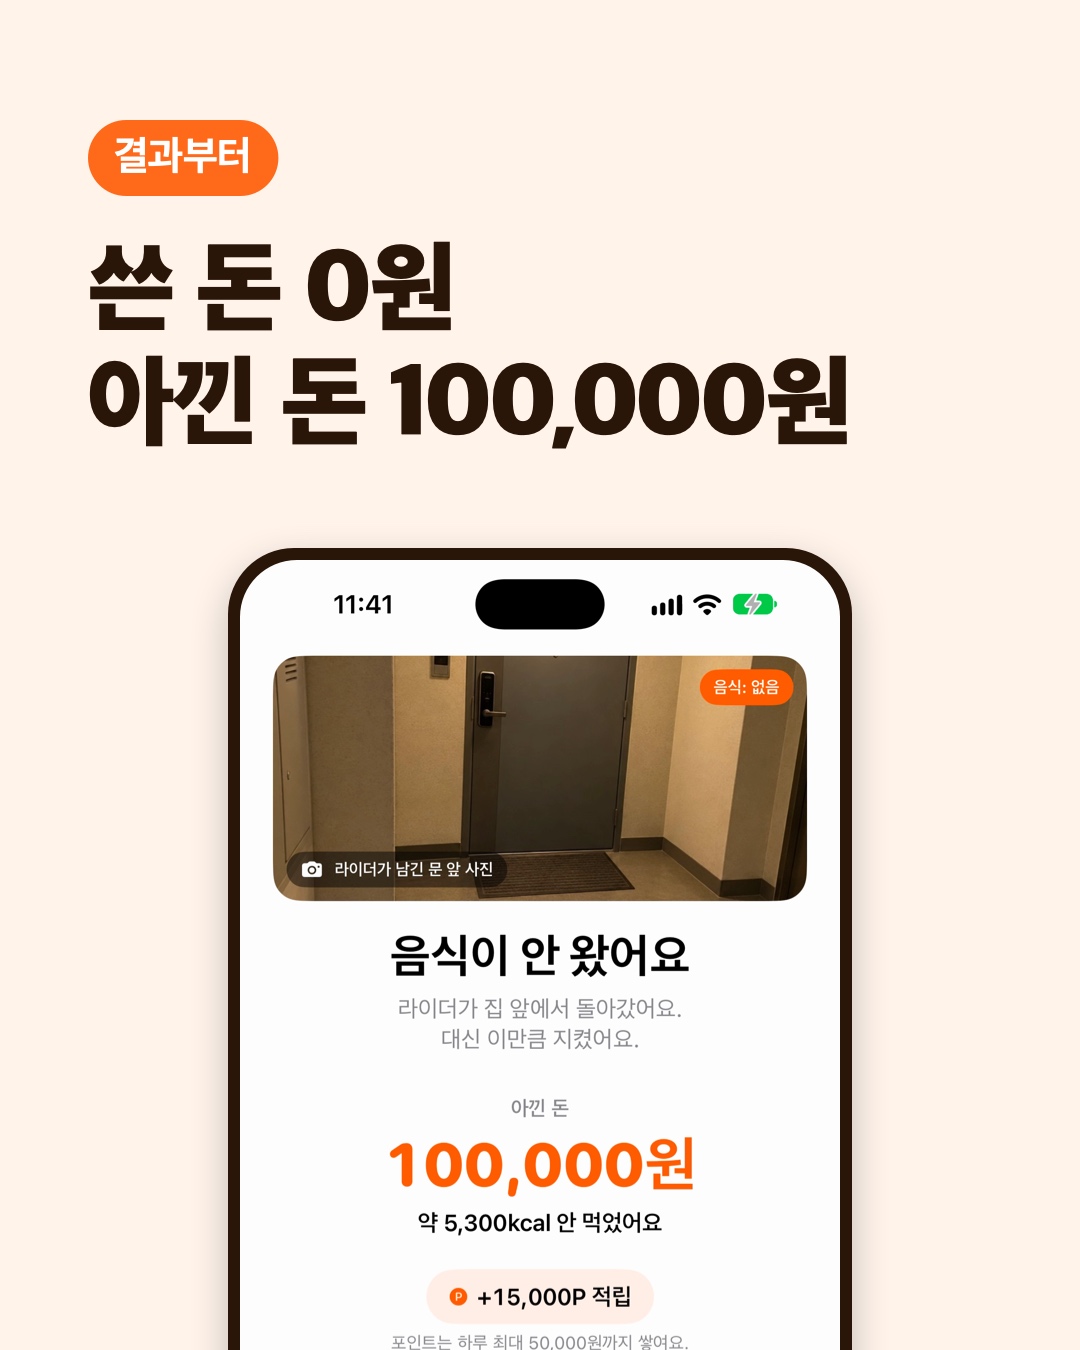 결과부터
쓴 돈 0원
아낀 돈 100,000원
11:41
음식: 없음
라이더가 남긴 문 앞 사진
음식이 안 왔어요
라이더가 집 앞에서 돌아갔어요.
대신 이만큼 지켰어요.
아낀 돈
100,000원
약 5,300kcal 안 먹었어요
P +15,000P 적립
포인트는 하루 최대 50,000원까지 쌓여요.